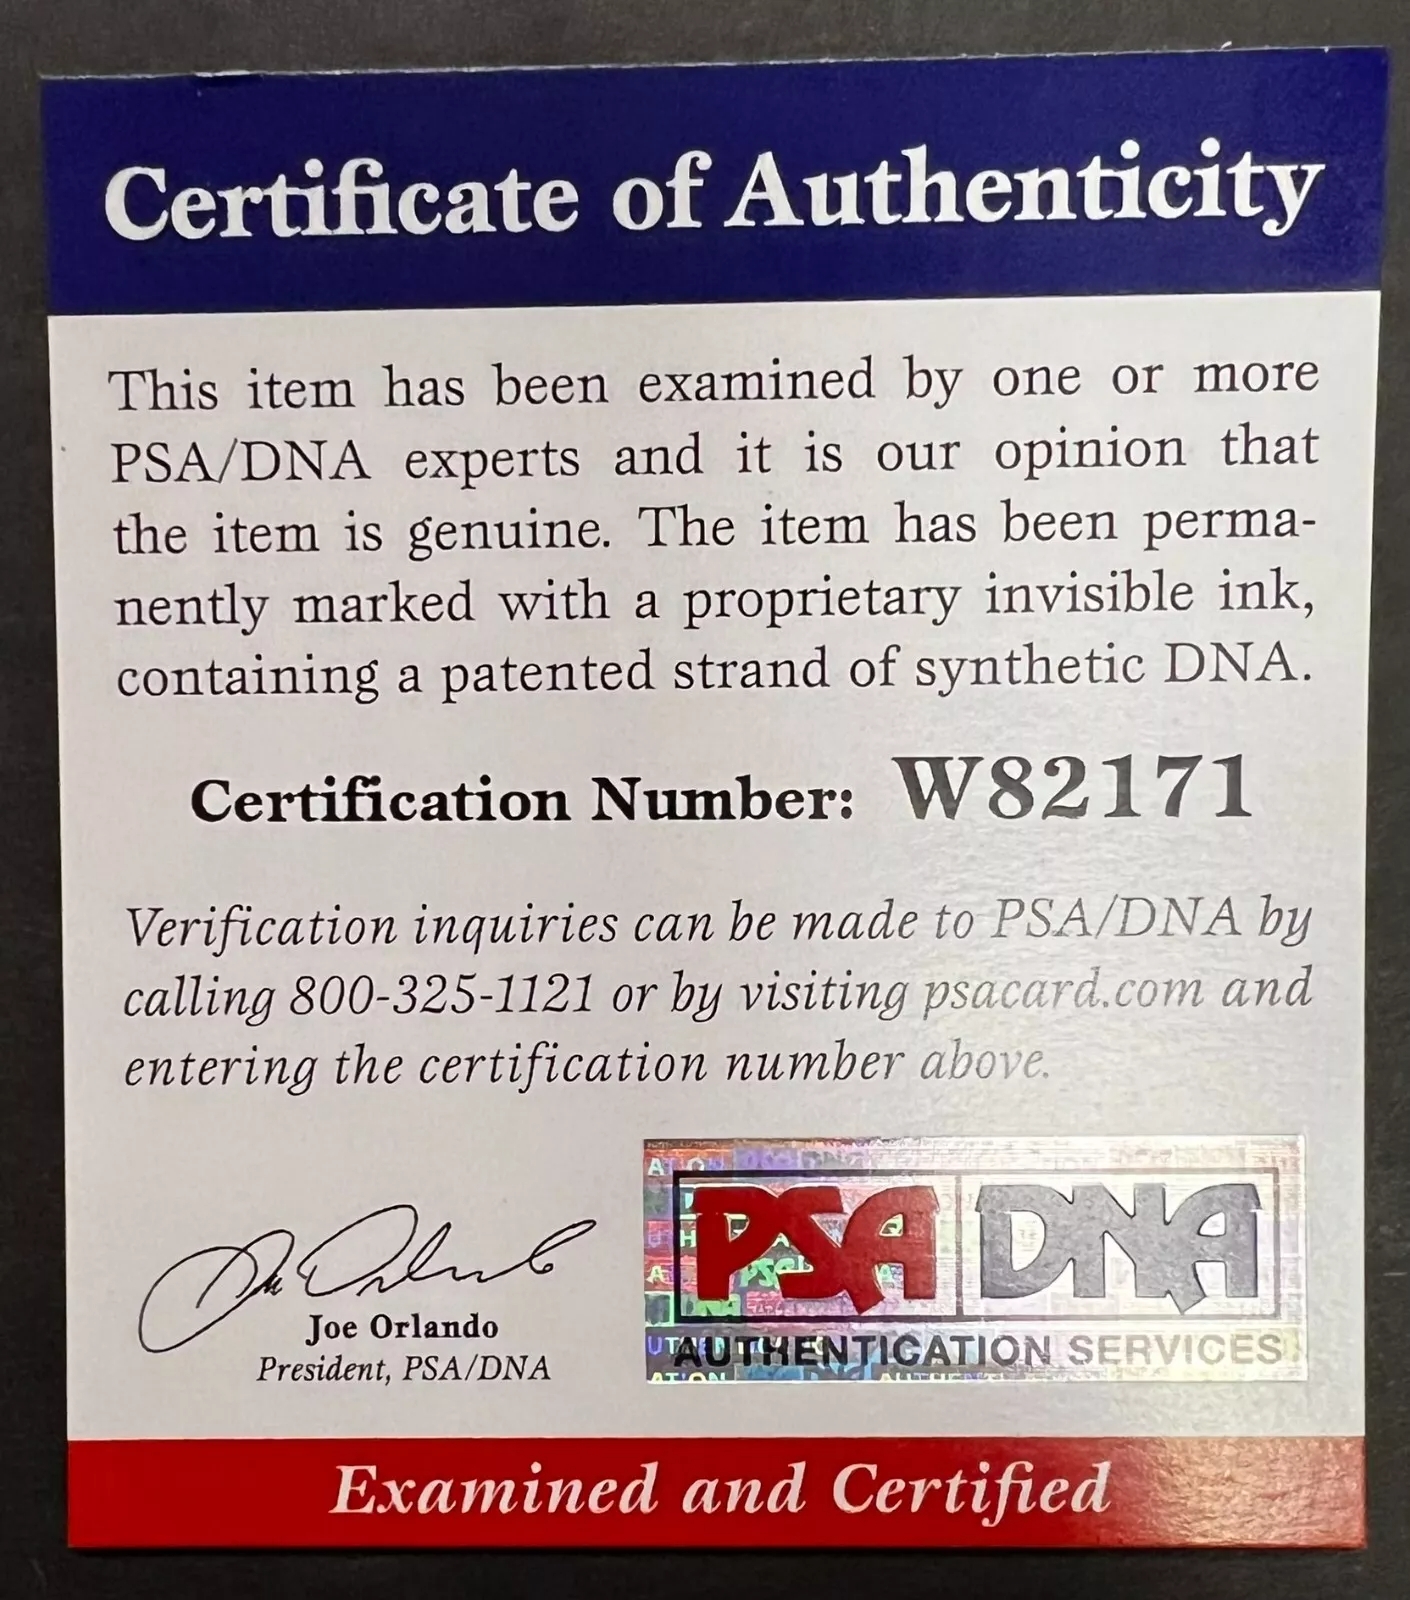 Certificate of Authenticity
This item has been examined by one or more
PSA/DNA experts and it is our opinion that
the item is genuine. The item has been perma-
nently marked with a proprietary invisible ink,
containing a patented strand of synthetic DNA.
Certification Number: W82171
Verification inquiries can be made to PSA/DNA by
calling 800-325-1121 or by visiting psacard.com and
entering the certification number above.
Joe Orlando
President, PSA/DNA
PSA DNA
AUTHENTICATION SERVICES
Examined and Certified